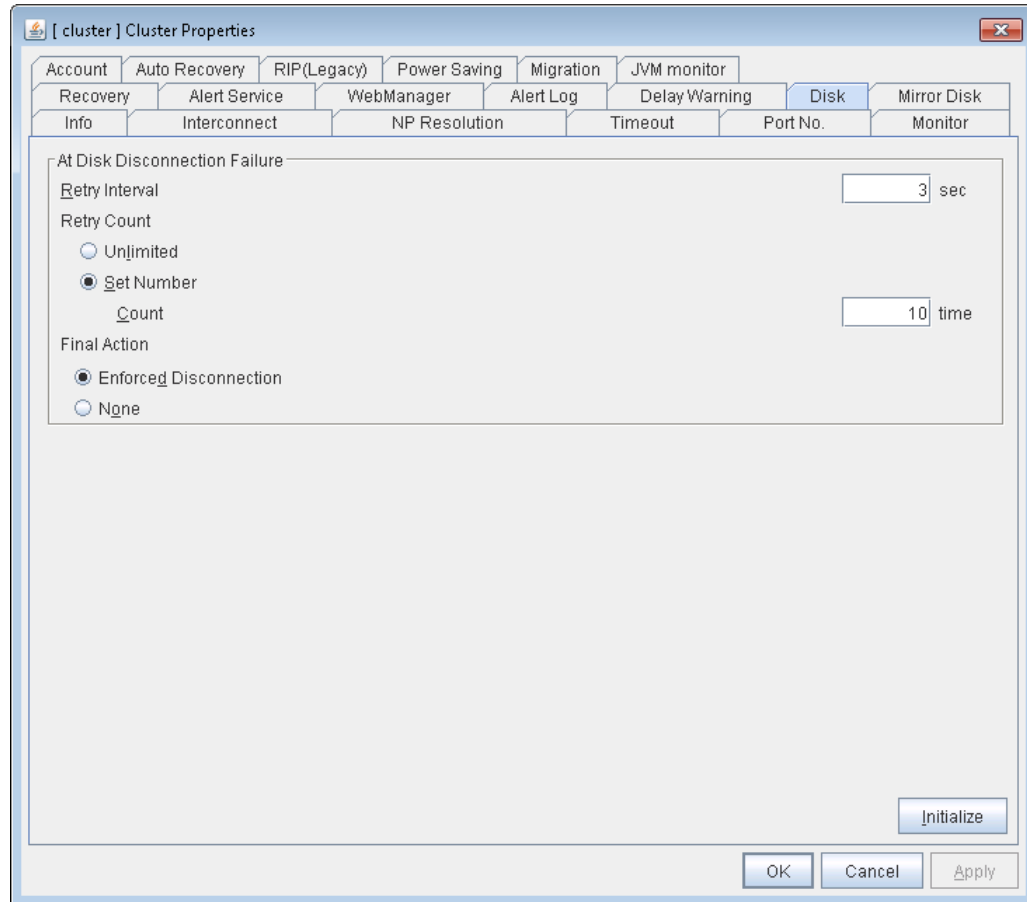 [ cluster ] Cluster Properties
Account Auto Recovery RIP(Legacy) Power Saving Migration JVM monitor
Recovery Alert Service WebManager Alert Log Delay Warning Disk Mirror Disk
Info Interconnect NP Resolution Timeout Port No. Monitor
At Disk Disconnection Failure
Retry Interval 3 sec
Retry Count
Unlimited
Set Number
Count 10 time
Final Action
Enforced Disconnection
None
Initialize
OK Cancel Apply